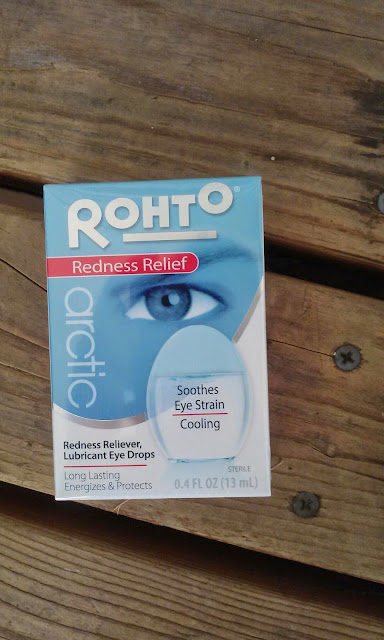 ROHTO®
Redness Relief
arctic
Soothes
Eye Strain
Cooling
Redness Reliever,
Lubricant Eye Drops
Long Lasting
Energizes & Protects
STERILE
0.4 FL OZ (13 mL)